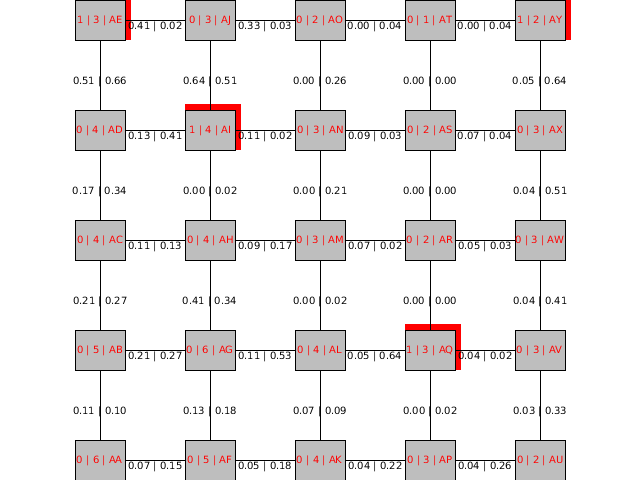 1 | 3 | AE 0.41 | 0.02 0 | 3 | AJ 0.33 | 0.03 0 | 2 | AO 0.00 | 0.04 0 | 1 | AT 0.00 | 0.04 1 | 2 | AY
0.51 | 0.66 0.64 | 0.51 0.00 | 0.26 0.00 | 0.00 0.05 | 0.64
0 | 4 | AD 0.13 | 0.41 1 | 4 | AI 0.11 | 0.02 0 | 3 | AN 0.09 | 0.03 0 | 2 | AS 0.07 | 0.04 0 | 3 | AX
0.17 | 0.34 0.00 | 0.02 0.00 | 0.21 0.00 | 0.00 0.04 | 0.51
0 | 4 | AC 0.11 | 0.13 0 | 4 | AH 0.09 | 0.17 0 | 3 | AM 0.07 | 0.02 0 | 2 | AR 0.05 | 0.03 0 | 3 | AW
0.21 | 0.27 0.41 | 0.34 0.00 | 0.02 0.00 | 0.00 0.04 | 0.41
0 | 5 | AB 0.21 | 0.27 0 | 6 | AG 0.11 | 0.53 0 | 4 | AL 0.05 | 0.64 1 | 3 | AQ 0.04 | 0.02 0 | 3 | AV
0.11 | 0.10 0.13 | 0.18 0.07 | 0.09 0.00 | 0.02 0.03 | 0.33
0 | 6 | AA 0.07 | 0.15 0 | 5 | AF 0.05 | 0.18 0 | 4 | AK 0.04 | 0.22 0 | 3 | AP 0.04 | 0.26 0 | 2 | AU